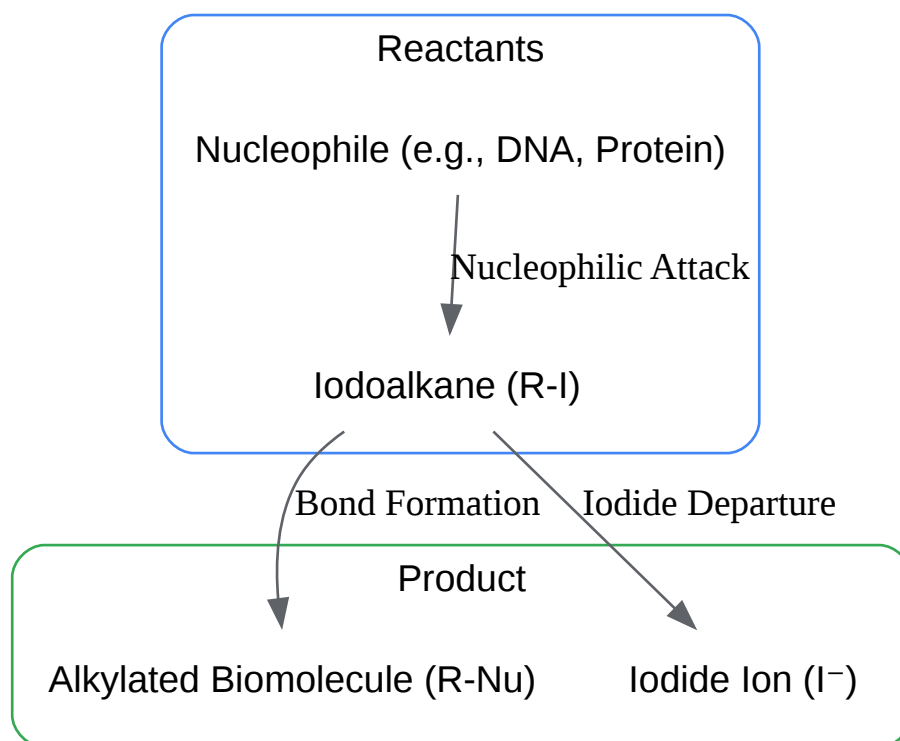 Reactants
Nucleophile (e.g., DNA, Protein)
Nucleophilic Attack
Iodoalkane (R-I)
Bond Formation
Iodide Departure
Product
Alkylated Biomolecule (R-Nu)
Iodide Ion (I⁻)